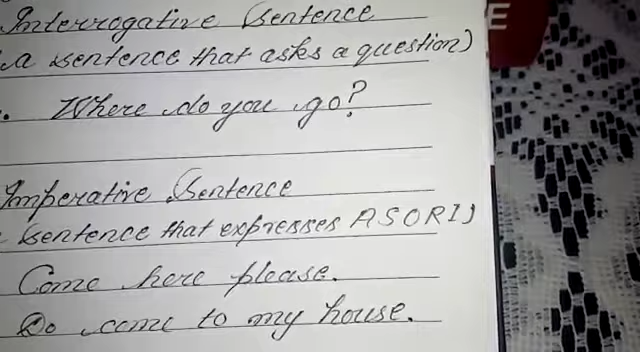 Interrogative Sentence
a sentence that asks a question)
. Where do you go?
Imperative Sentence
sentence that expresses ASORIJ
Come here please.
Do come to my house.
E